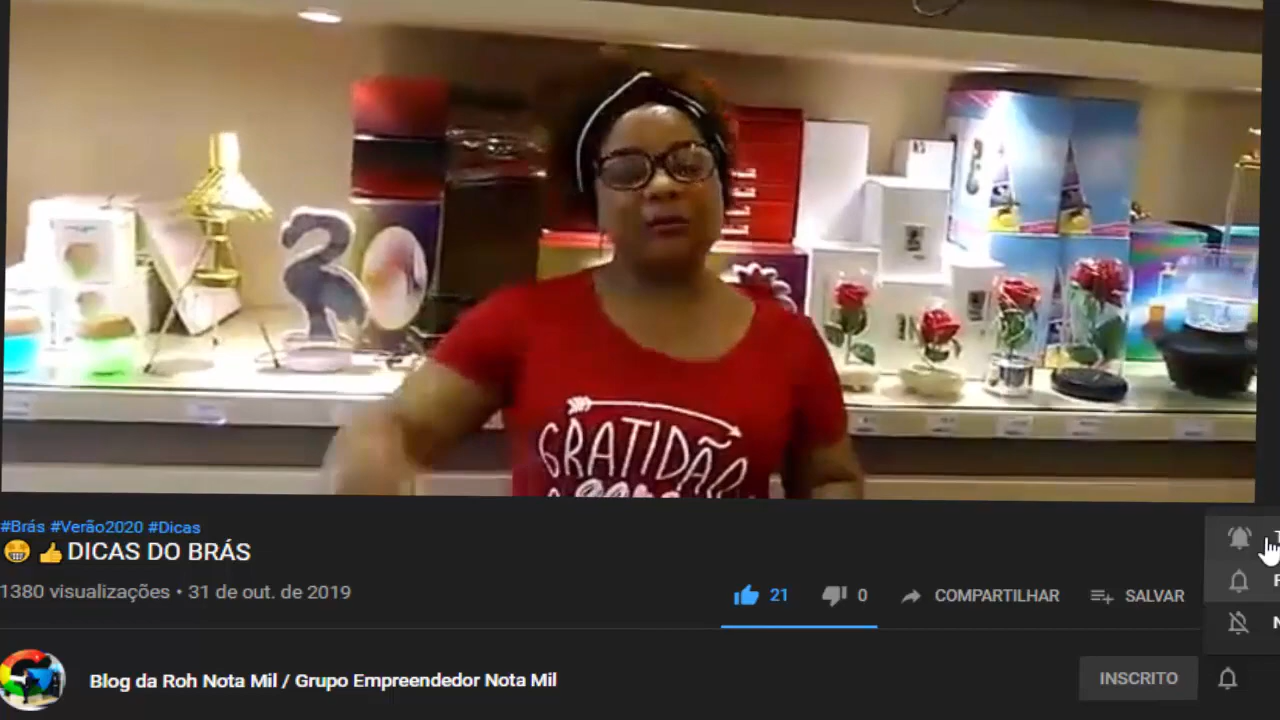 GRATIDÃO
#Brás #Verão2020 #Dicas
DICAS DO BRÁS
1380 visualizações • 31 de out. de 2019
21
0
COMPARTILHAR
SALVAR
Blog da Roh Nota Mil / Grupo Empreendedor Nota Mil
INSCRITO